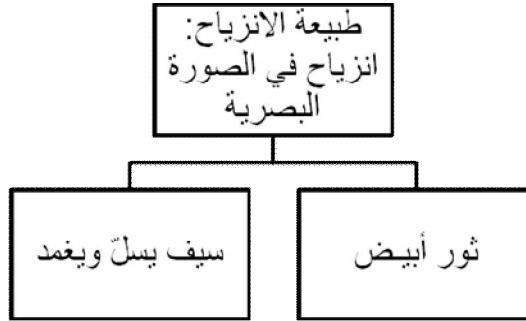 طبيعة الانزياح:
انزياح في الصورة
البصرية
ثور أبيض
سيف يسلّ ويغمد